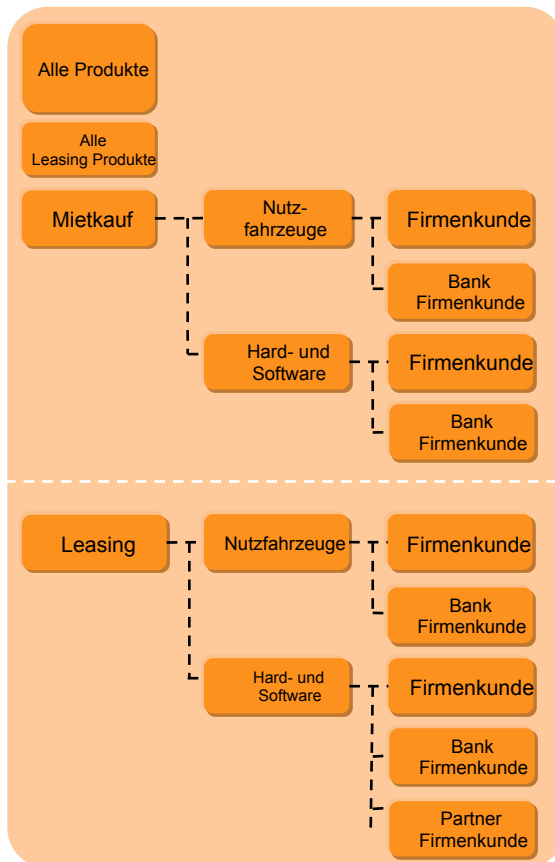 Alle Produkte
Alle
Leasing Produkte
Mietkauf
Nutz-
fahrzeuge
Firmenkunde
Bank
Firmenkunde
Hard- und
Software
Firmenkunde
Bank
Firmenkunde
Leasing
Nutzfahrzeuge
Firmenkunde
Bank
Firmenkunde
Hard- und
Software
Firmenkunde
Bank
Firmenkunde
Partner
Firmenkunde